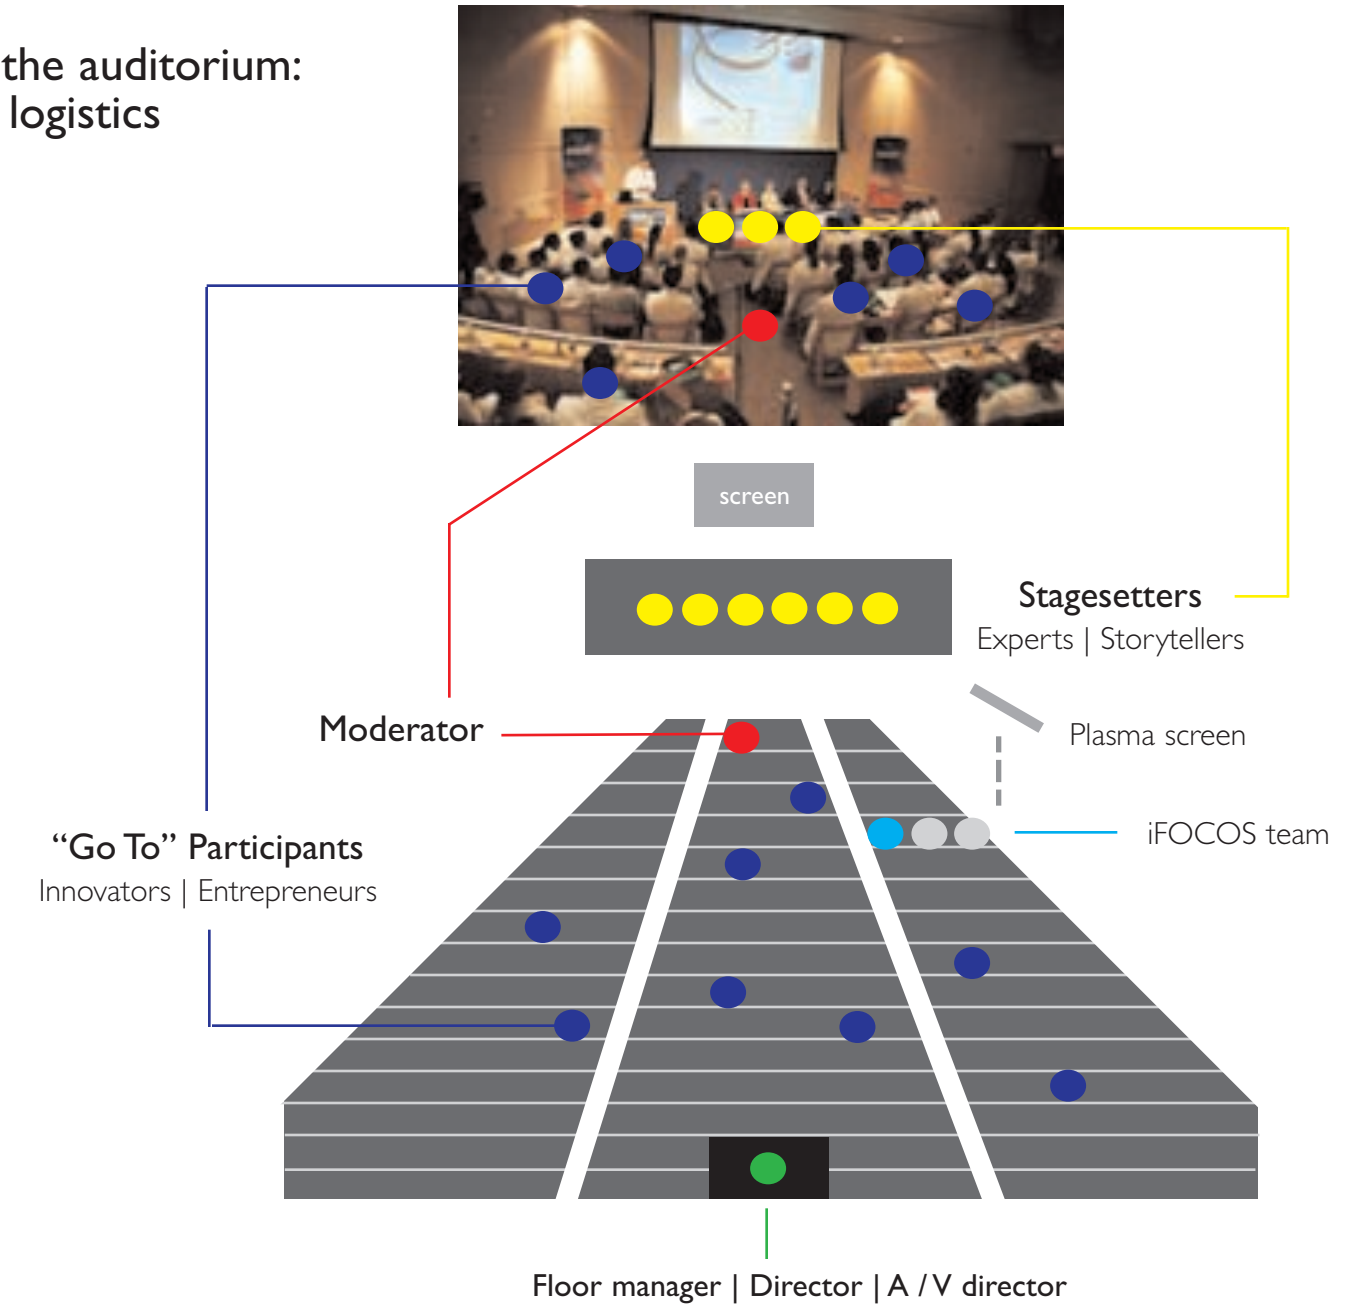 the auditorium:
logistics
screen
Stagesetters
Experts | Storytellers
Moderator
Plasma screen
“Go To” Participants
Innovators | Entrepreneurs
iFOCOS team
Floor manager | Director | A / V director